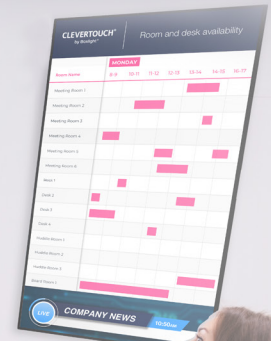 CLEVERTOUCH®
by Boxlight®
Room and desk availability
MONDAY
Room name 8-9 10-11 11-12 12-13 13-14 14-15 16-17
Meeting Room 1
Meeting Room 2
Meeting Room 3
Meeting Room 4
Meeting Room 5
Meeting Room 6
Desk 1
Desk 2
Desk 3
Desk 4
Huddle Room 1
Huddle Room 2
Huddle Room 3
Board Room 1
LIVE COMPANY NEWS 10:50AM